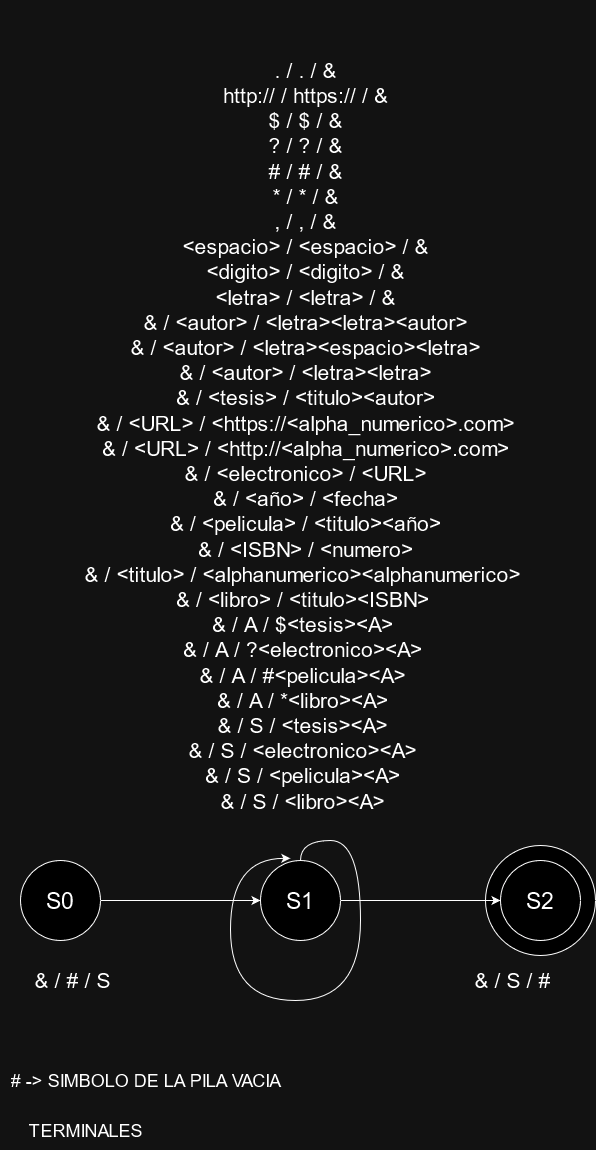 . / . / &
http:// / https:// / &
$ / $ / &
? / ? / &
# / # / &
* / * / &
, / , / &
<espacio> / <espacio> / &
<digito> / <digito> / &
<letra> / <letra> / &
& / <autor> / <letra><letra><autor>
& / <autor> / <letra><espacio><letra>
& / <autor> / <letra><letra>
& / <tesis> / <titulo><autor>
& / <URL> / <https://<alpha_numerico>.com>
& / <URL> / <http://<alpha_numerico>.com>
& / <electronico> / <URL>
& / <año> / <fecha>
& / <pelicula> / <titulo><año>
& / <ISBN> / <numero>
& / <titulo> / <alphanumerico><alphanumerico>
& / <libro> / <titulo><ISBN>
& / A / $<tesis><A>
& / A / ?<electronico><A>
& / A / #<pelicula><A>
& / A / *<libro><A>
& / S / <tesis><A>
& / S / <electronico><A>
& / S / <pelicula><A>
& / S / <libro><A>
S0 S1 S2
& / # / S & / S / #
# -> SIMBOLO DE LA PILA VACIA
TERMINALES